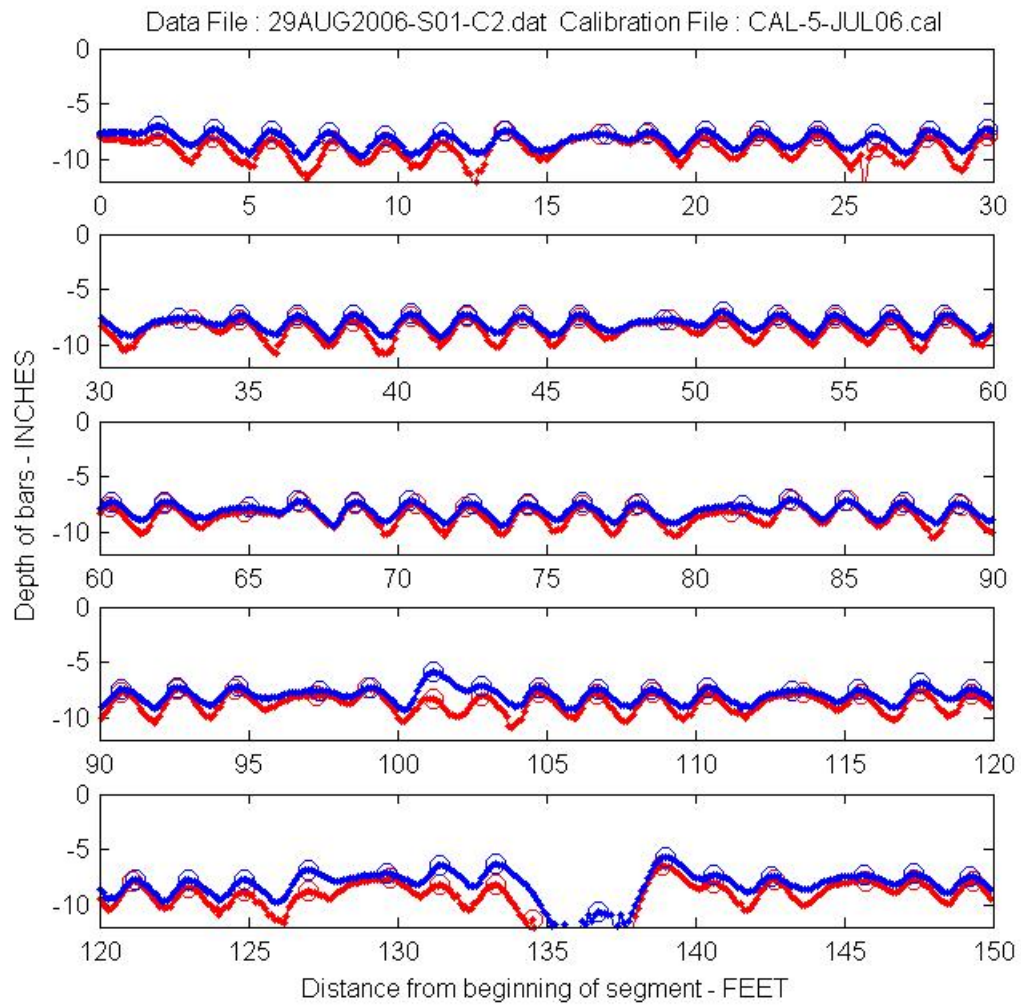 Data File : 29AUG2006-S01-C2.dat Calibration File : CAL-5-JUL06.cal
0
-5
-10
0 5 10 15 20 25 30
0
-5
-10
30 35 40 45 50 55 60
0
-5
-10
60 65 70 75 80 85 90
0
-5
-10
90 95 100 105 110 115 120
0
-5
-10
120 125 130 135 140 145 150
Depth of bars - INCHES
Distance from beginning of segment - FEET